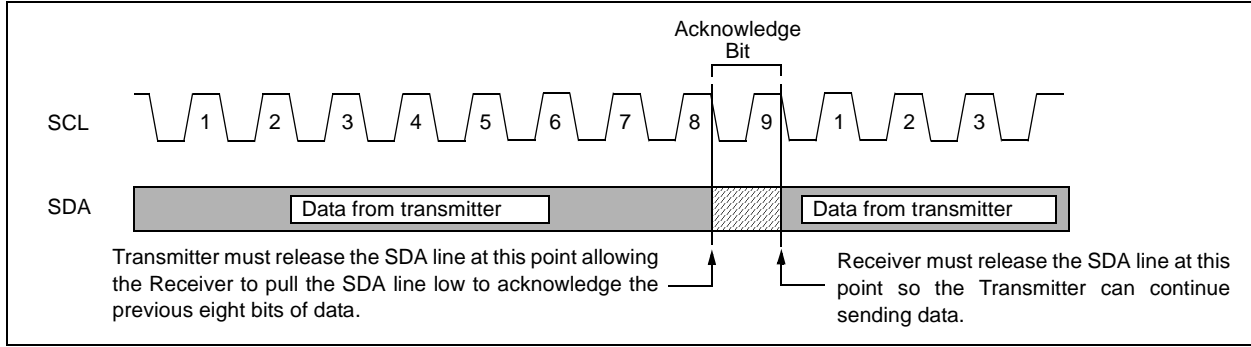 Acknowledge
Bit
SCL 1 2 3 4 5 6 7 8 9 1 2 3
SDA Data from transmitter Data from transmitter
Transmitter must release the SDA line at this point allowing
the Receiver to pull the SDA line low to acknowledge the
previous eight bits of data.
Receiver must release the SDA line at this
point so the Transmitter can continue
sending data.